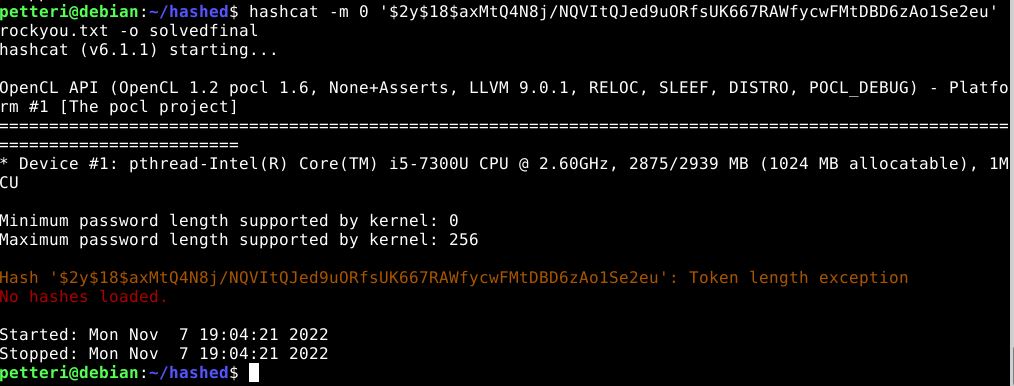 petteri@debian:~/hashed$ hashcat -m 0 '$2y$18$axMtQ4N8j/NQVItQJed9uORfsUK667RAWfycwFMtDBD6zAo1Se2eu'
rockyou.txt -o solvedfinal
hashcat (v6.1.1) starting...
OpenCL API (OpenCL 1.2 pocl 1.6, None+Asserts, LLVM 9.0.1, RELOC, SLEEF, DISTRO, POCL_DEBUG) - Platfo
rm #1 [The pocl project]
=====================================================================================================
========================
* Device #1: pthread-Intel(R) Core(TM) i5-7300U CPU @ 2.60GHz, 2875/2939 MB (1024 MB allocatable), 1M
CU
Minimum password length supported by kernel: 0
Maximum password length supported by kernel: 256
Hash '$2y$18$axMtQ4N8j/NQVItQJed9uORfsUK667RAWfycwFMtDBD6zAo1Se2eu': Token length exception
No hashes loaded.
Started: Mon Nov  7 19:04:21 2022
Stopped: Mon Nov  7 19:04:21 2022
petteri@debian:~/hashed$